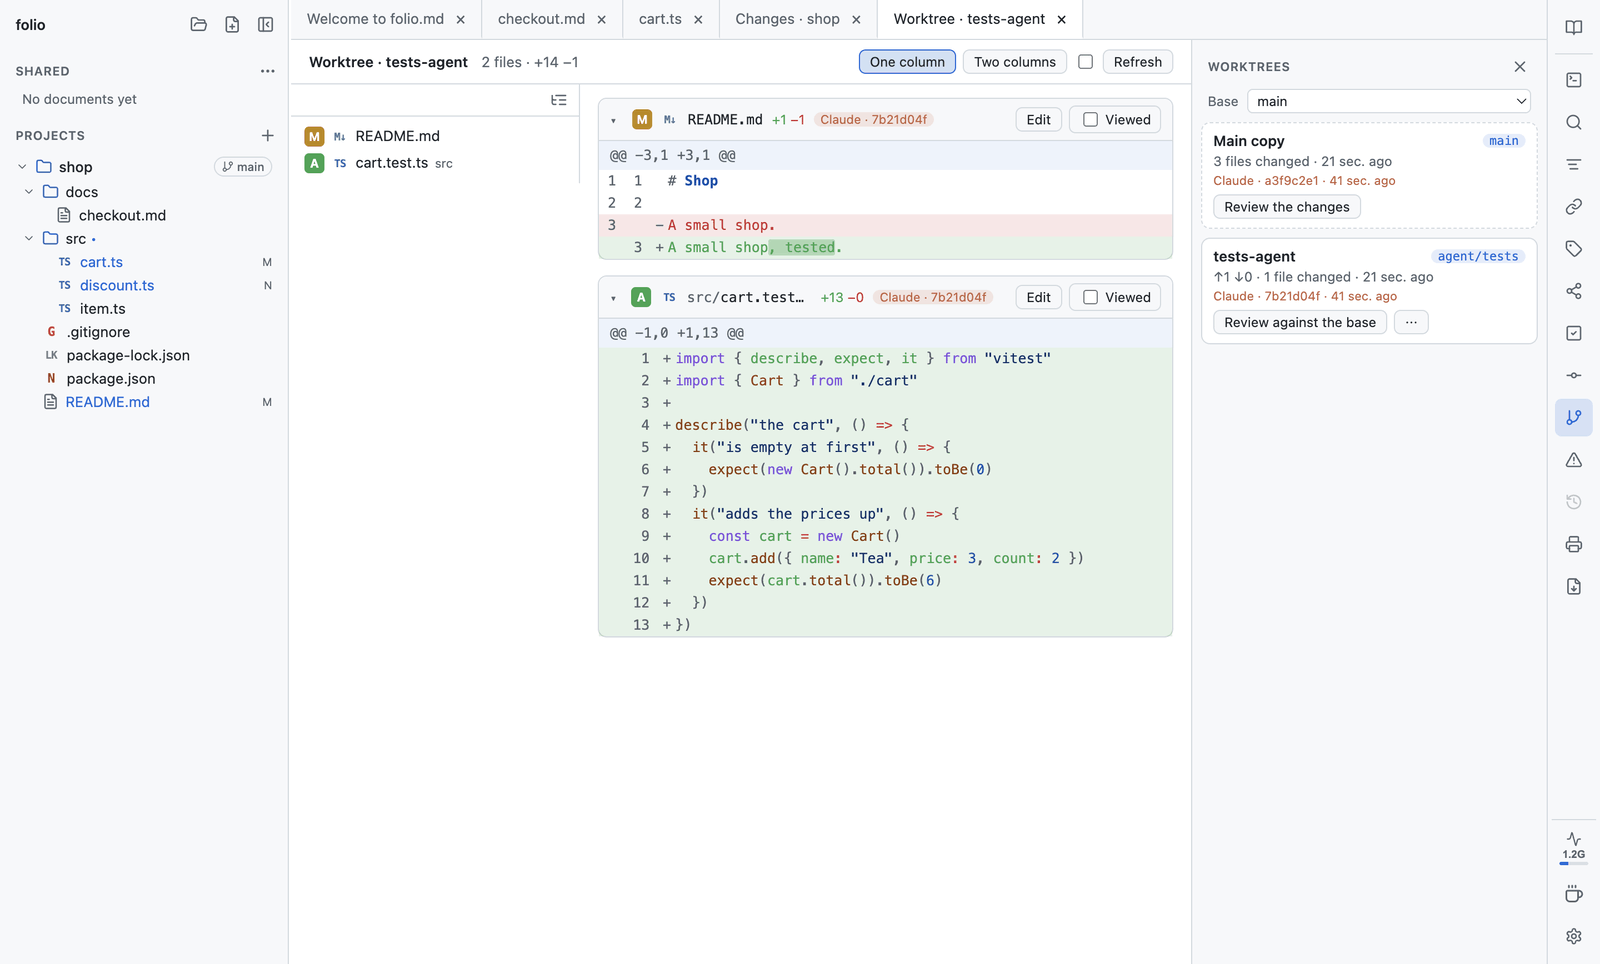 folio
SHARED
No documents yet
PROJECTS
shop
main
docs
checkout.md
src
TS cart.ts M
TS discount.ts N
TS item.ts
G .gitignore
LK package-lock.json
N package.json
README.md M
Welcome to folio.md
checkout.md
cart.ts
Changes · shop
Worktree · tests-agent
Worktree · tests-agent 2 files · +14 −1
One column
Two columns
Refresh
M M↓ README.md
A TS cart.test.ts src
M M↓ README.md +1 −1 Claude · 7b21d04f Edit Viewed
@@ −3,1 +3,1 @@
1 1 # Shop
2 2
3 − A small shop.
3 + A small shop, tested.
A TS src/cart.test… +13 −0 Claude · 7b21d04f Edit Viewed
@@ −1,0 +1,13 @@
1 + import { describe, expect, it } from "vitest"
2 + import { Cart } from "./cart"
3 +
4 + describe("the cart", () => {
5 + it("is empty at first", () => {
6 + expect(new Cart().total()).toBe(0)
7 + })
8 + it("adds the prices up", () => {
9 + const cart = new Cart()
10 + cart.add({ name: "Tea", price: 3, count: 2 })
11 + expect(cart.total()).toBe(6)
12 + })
13 + })
WORKTREES
Base main
Main copy main
3 files changed · 21 sec. ago
Claude · a3f9c2e1 · 41 sec. ago
Review the changes
tests-agent agent/tests
↑1 ↓0 · 1 file changed · 21 sec. ago
Claude · 7b21d04f · 41 sec. ago
Review against the base
1.2G